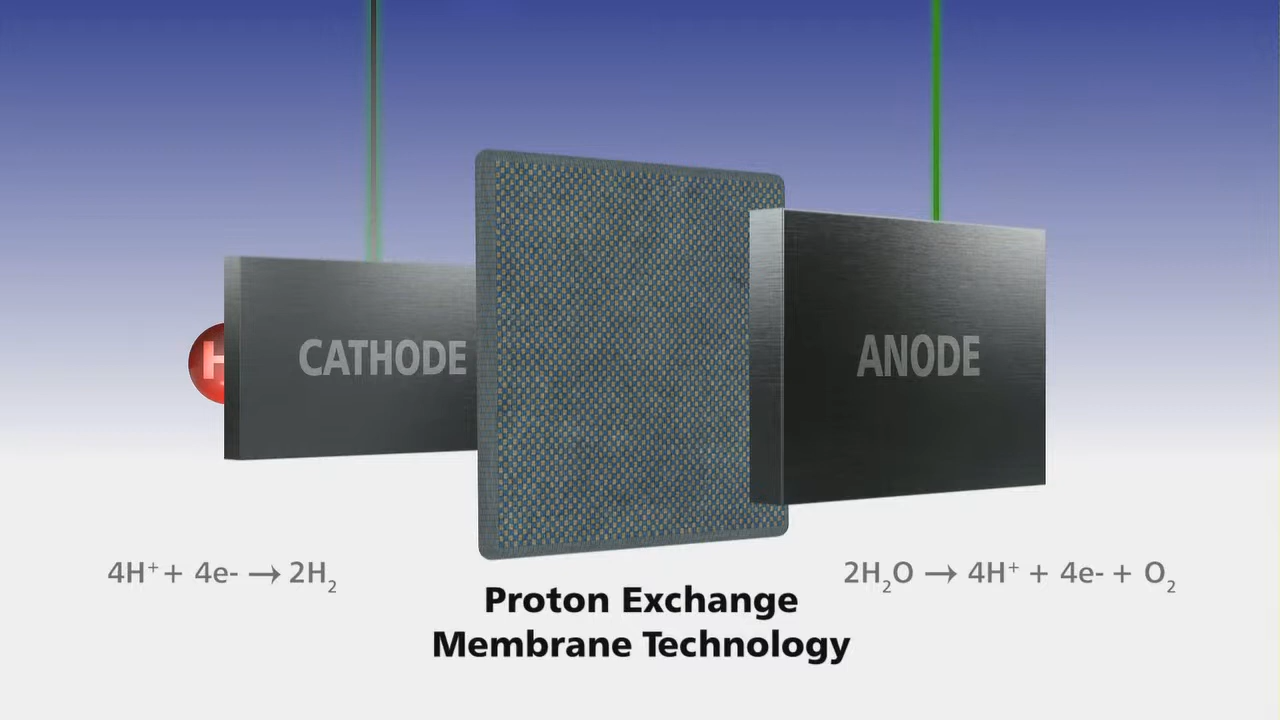 H
CATHODE
ANODE
4H⁺ + 4e- → 2H₂
2H₂O → 4H⁺ + 4e- + O₂
Proton Exchange
Membrane Technology